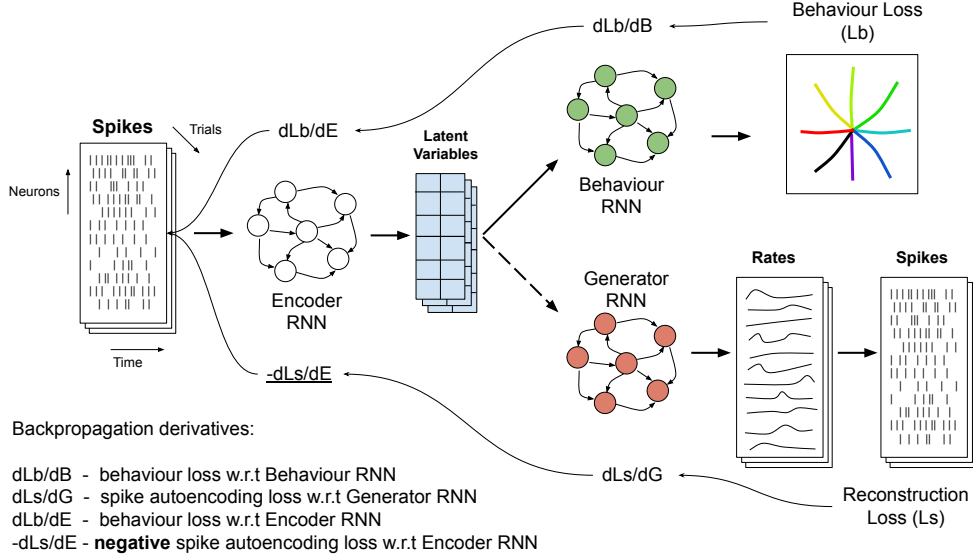 dLb/dB
Behaviour Loss
(Lb)
Spikes
Trials
dLb/dE
Neurons
Latent
Variables
Behaviour
RNN
Encoder
RNN
Time
Generator
RNN
Rates
Spikes
-dLs/dE
dLs/dG
Reconstruction
Loss (Ls)
Backpropagation derivatives:
dLb/dB - behaviour loss w.r.t Behaviour RNN
dLs/dG - spike autoencoding loss w.r.t Generator RNN
dLb/dE - behaviour loss w.r.t Encoder RNN
-dLs/dE - negative spike autoencoding loss w.r.t Encoder RNN